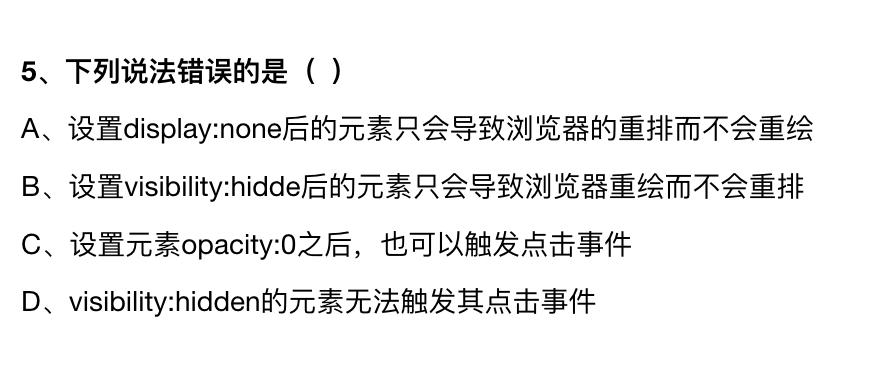 5、下列说法错误的是（ ）
A、设置display:none后的元素只会导致浏览器的重排而不会重绘
B、设置visibility:hidde后的元素只会导致浏览器重绘而不会重排
C、设置元素opacity:0之后，也可以触发点击事件
D、visibility:hidden的元素无法触发其点击事件